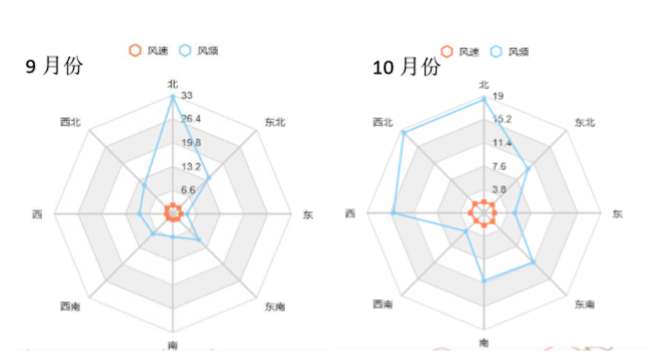 风速 风频
9 月份
北
33
26.4
19.8
13.2
6.6
东北
东
东南
南
西南
西
西北
风速 风频
10 月份
北
19
15.2
11.4
7.6
3.8
东北
东
东南
南
西南
西
西北